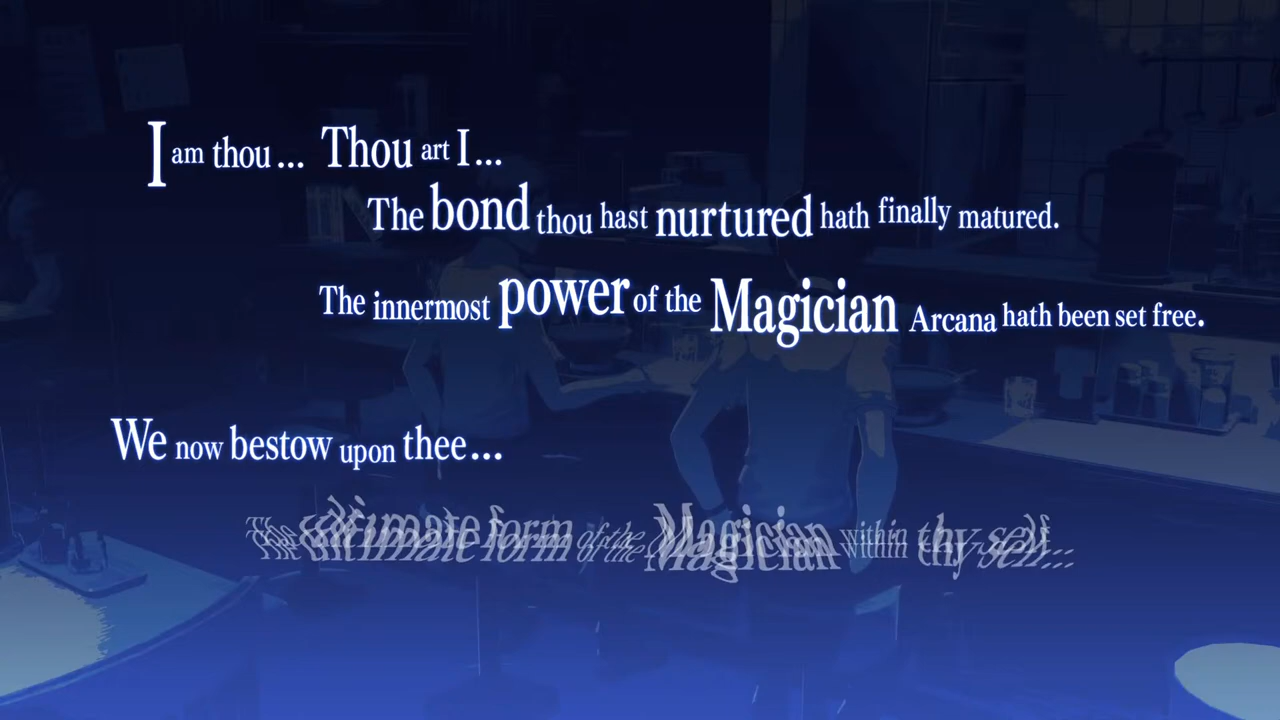 I am thou... Thou art I...
The bond thou hast nurtured hath finally matured.
The innermost power of the Magician Arcana hath been set free.
We now bestow upon thee...
The ultimate form of the Magician within thy self...